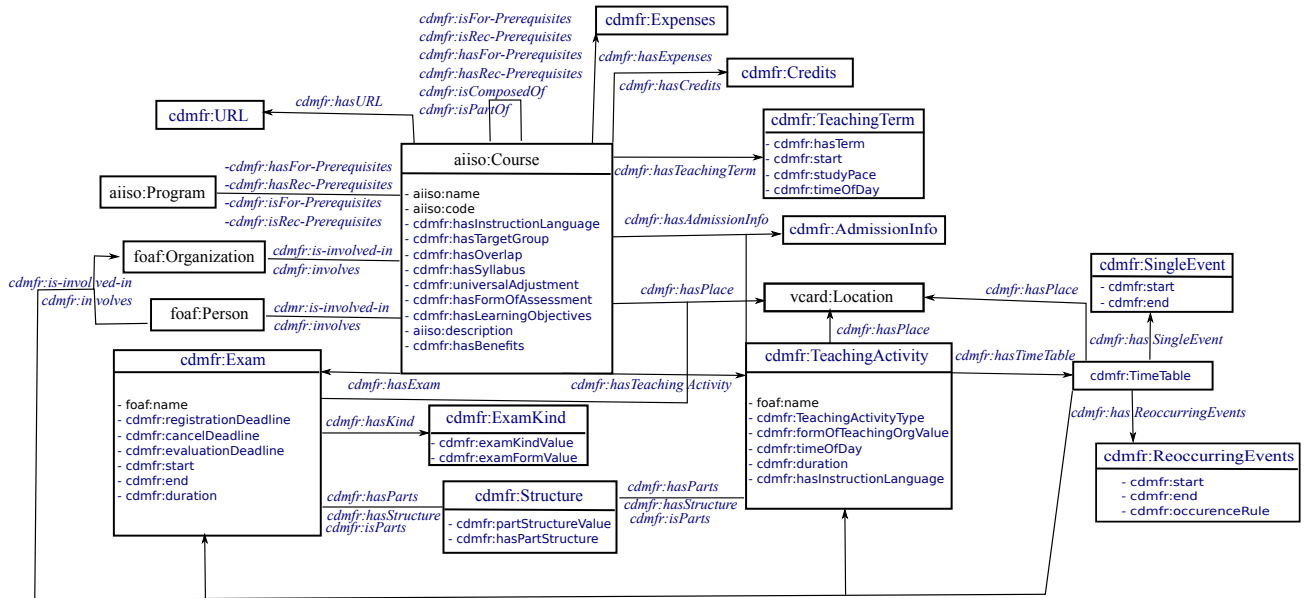 cdmfr:isFor-Prerequisites
cdmfr:isRec-Prerequisites
cdmfr:hasFor-Prerequisites
cdmfr:hasRec-Prerequisites
cdmfr:isComposedOf
cdmfr:isPartOf
cdmfr:Expenses
cdmfr:hasExpenses
cdmfr:Credits
cdmfr:hasCredits
cdmfr:URL
cdmfr:hasURL
cdmfr:TeachingTerm
- cdmfr:hasTerm
- cdmfr:start
- cdmfr:studyPace
- cdmfr:timeOfDay
cdmfr:hasTeachingTerm
aiiso:Course
- aiiso:name
- aiiso:code
- cdmfr:hasInstructionLanguage
- cdmfr:hasTargetGroup
- cdmfr:hasOverlap
- cdmfr:hasSyllabus
- cdmfr:universalAdjustment
- cdmfr:hasFormOfAssessment
- cdmfr:hasLearningObjectives
- aiiso:description
- cdmfr:hasBenefits
aiiso:Program
-cdmfr:hasFor-Prerequisites
-cdmfr:hasRec-Prerequisites
-cdmfr:isFor-Prerequisites
-cdmfr:isRec-Prerequisites
cdmfr:hasAdmissionInfo
cdmfr:AdmissionInfo
foaf:Organization
cdmfr:is-involved-in
cdmfr:involves
cdmfr:is-involved-in
cdmfr:involves
foaf:Person
cdmr:is-involved-in
cdmfr:involves
cdmfr:hasPlace
vcard:Location
cdmfr:hasPlace
cdmfr:hasPlace
cdmfr:SingleEvent
- cdmfr:start
- cdmfr:end
cdmfr:has SingleEvent
cdmfr:Exam
- foaf:name
- cdmfr:registrationDeadline
- cdmfr:cancelDeadline
- cdmfr:evaluationDeadline
- cdmfr:start
- cdmfr:end
- cdmfr:duration
cdmfr:hasExam
cdmfr:hasTeaching Activity
cdmfr:TeachingActivity
- foaf:name
- cdmfr:TeachingActivityType
- cdmfr:formOfTeachingOrgValue
- cdmfr:timeOfDay
- cdmfr:duration
- cdmfr:hasInstructionLanguage
cdmfr:hasTimeTable
cdmfr:TimeTable
cdmfr:has ReoccurringEvents
cdmfr:ReoccurringEvents
- cdmfr:start
- cdmfr:end
- cdmfr:occurenceRule
cdmfr:hasKind
cdmfr:ExamKind
- cdmfr:examKindValue
- cdmfr:examFormValue
cdmfr:hasParts
cdmfr:hasStructure
cdmfr:isParts
cdmfr:Structure
- cdmfr:partStructureValue
- cdmfr:hasPartStructure
cdmfr:hasParts
cdmfr:hasStructure
cdmfr:isParts